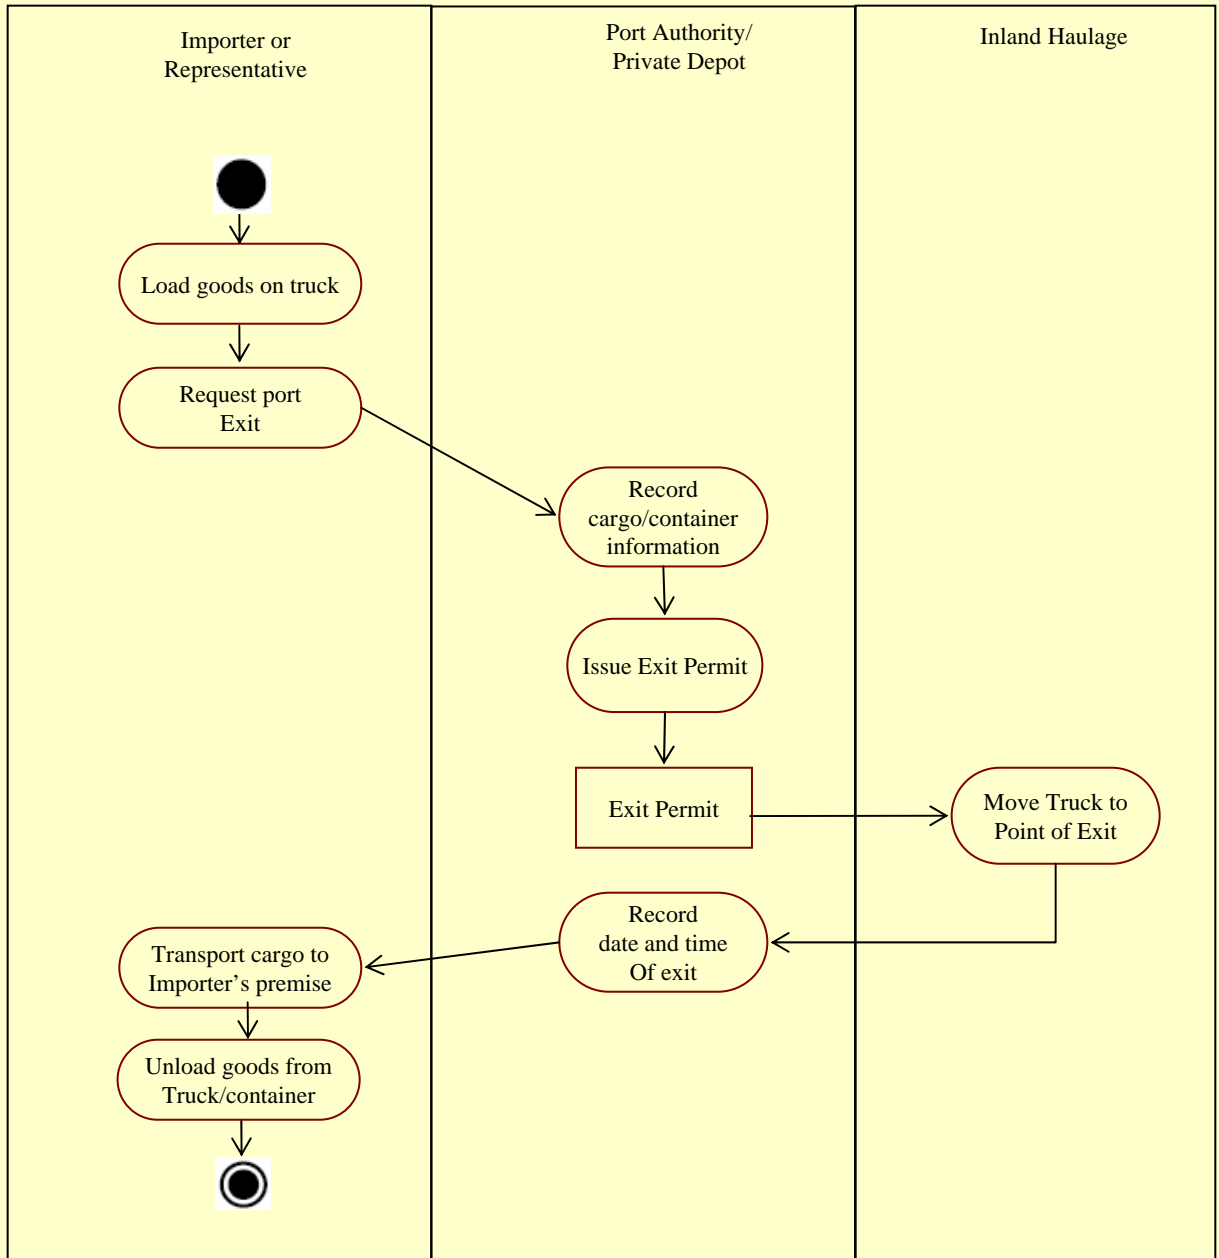 Importer or
Representative
Port Authority/
Private Depot
Inland Haulage
Load goods on truck
Request port
Exit
Record
cargo/container
information
Issue Exit Permit
Exit Permit
Move Truck to
Point of Exit
Record
date and time
Of exit
Transport cargo to
Importer’s premise
Unload goods from
Truck/container